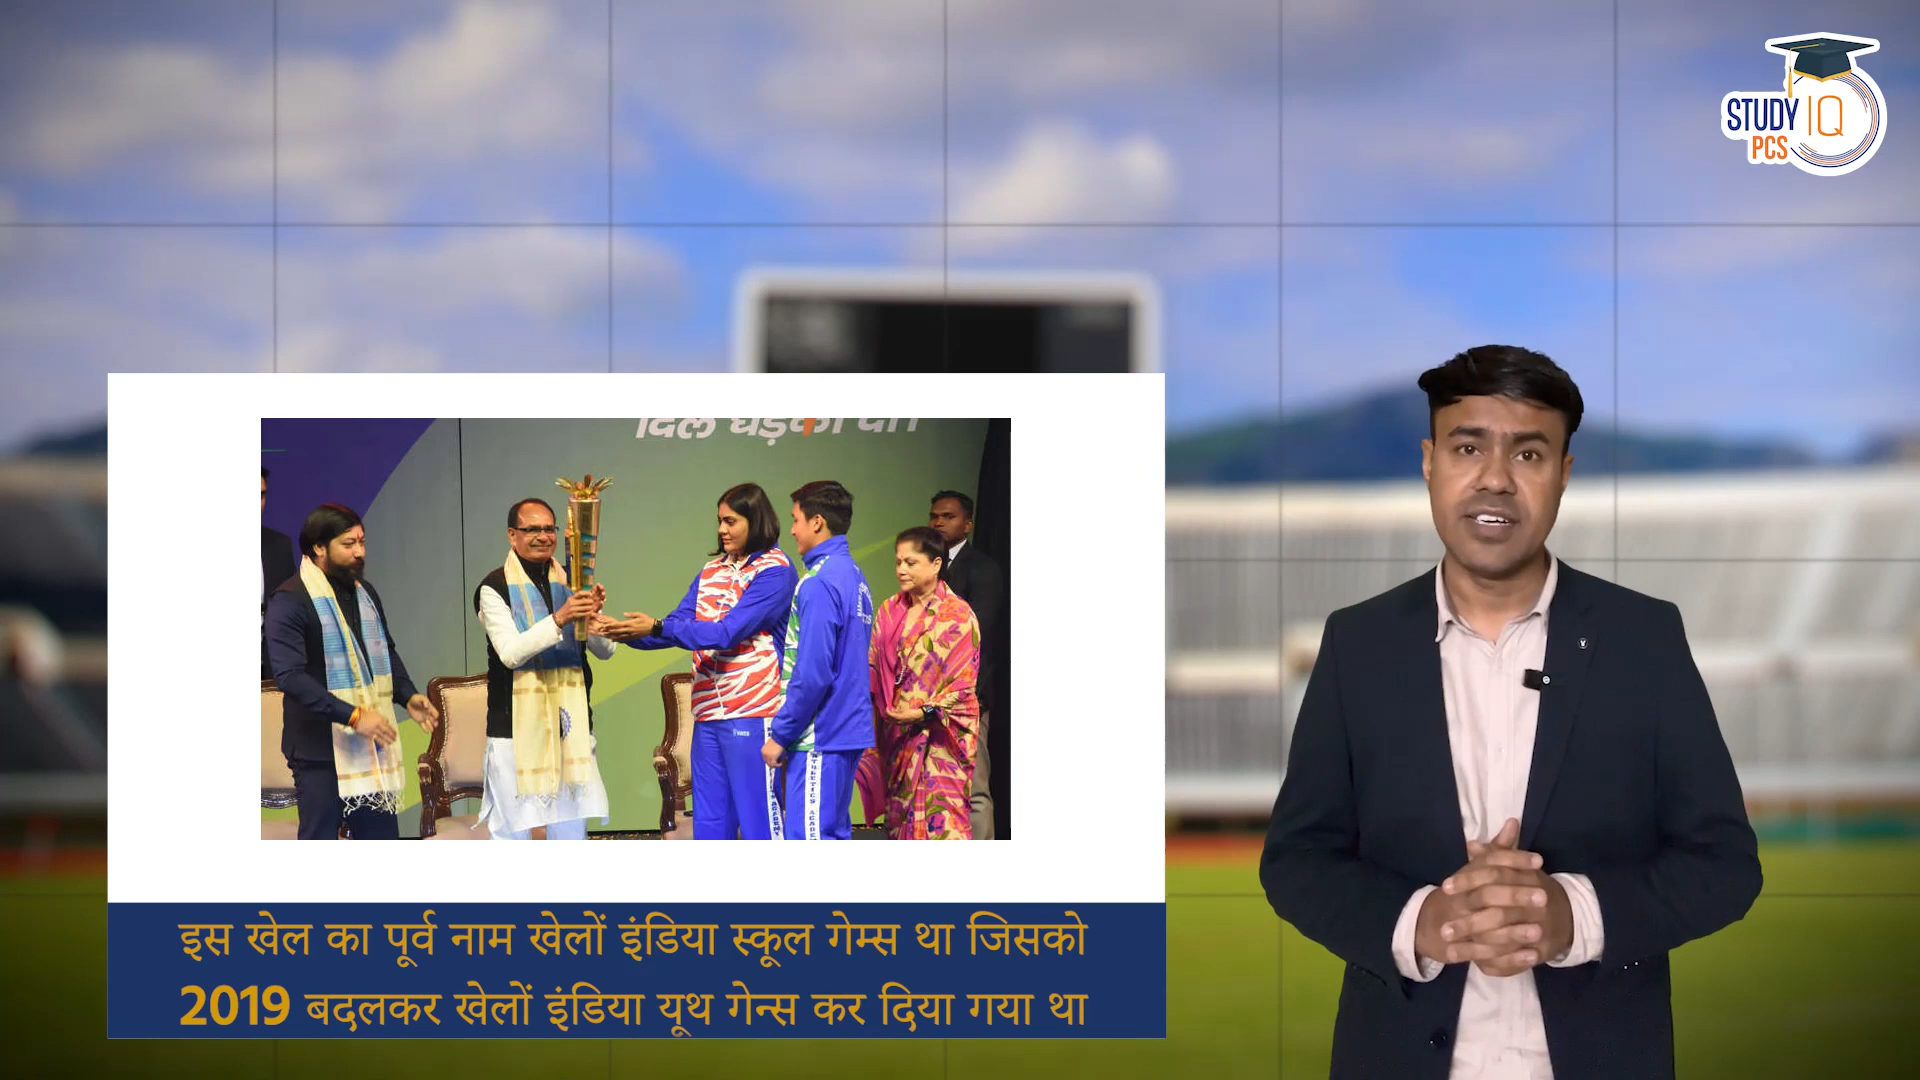 STUDY IQ
PCS
इस खेल का पूर्व नाम खेलों इंडिया स्कूल गेम्स था जिसको
2019 बदलकर खेलों इंडिया यूथ गेन्स कर दिया गया था